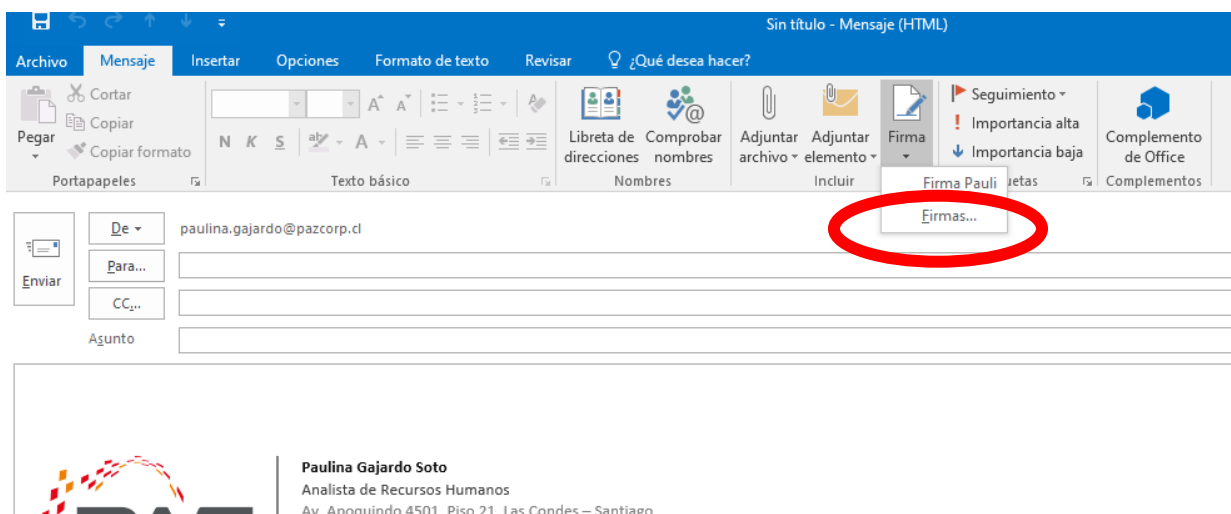 Sin título - Mensaje (HTML)
Archivo Mensaje Insertar Opciones Formato de texto Revisar ¿Qué desea hacer?
Pegar
Cortar
Copiar
Copiar formato
Portapapeles
N K S
A A A
Texto básico
Libreta de direcciones
Comprobar nombres
Nombres
Adjuntar archivo
Adjuntar elemento
Incluir
Firma
Firma Pauli
Firmas...
Seguimiento
Importancia alta
Importancia baja
Complemento de Office
Complementos
Enviar
De paulina.gajardo@pazcorp.cl
Para...
CC...
Asunto
Paulina Gajardo Soto
Analista de Recursos Humanos
Av. Apoquindo 4501, Piso 21, Las Condes – Santiago